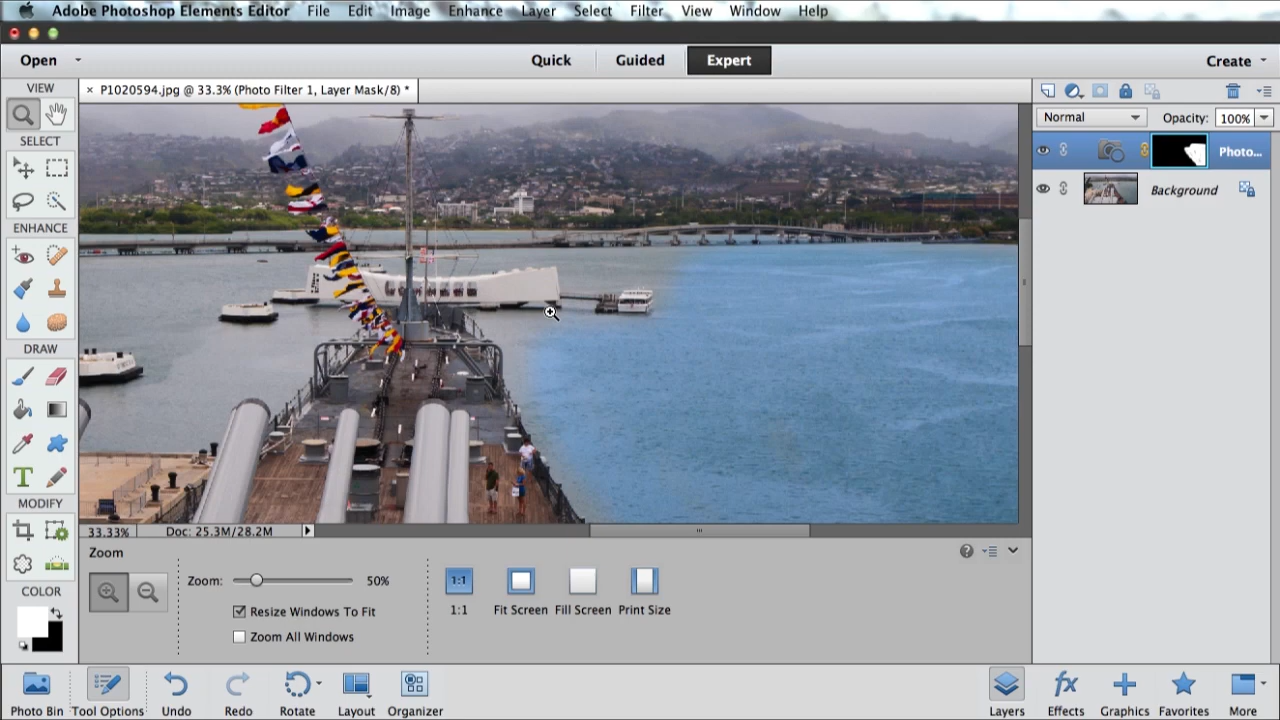 Adobe Photoshop Elements Editor File Edit Image Enhance Layer Select Filter View Window Help
Open Quick Guided Expert Create
VIEW
× P1020594.jpg @ 33.3% (Photo Filter 1, Layer Mask/8) *
Normal Opacity: 100%
SELECT
Photo...
Background
ENHANCE
DRAW
T
MODIFY
33.33% Doc: 25.3M/28.2M
Zoom
Zoom: 50%
1:1
1:1 Fit Screen Fill Screen Print Size
COLOR
Resize Windows To Fit
Zoom All Windows
fx
Photo Bin Tool Options Undo Redo Rotate Layout Organizer Layers Effects Graphics Favorites More